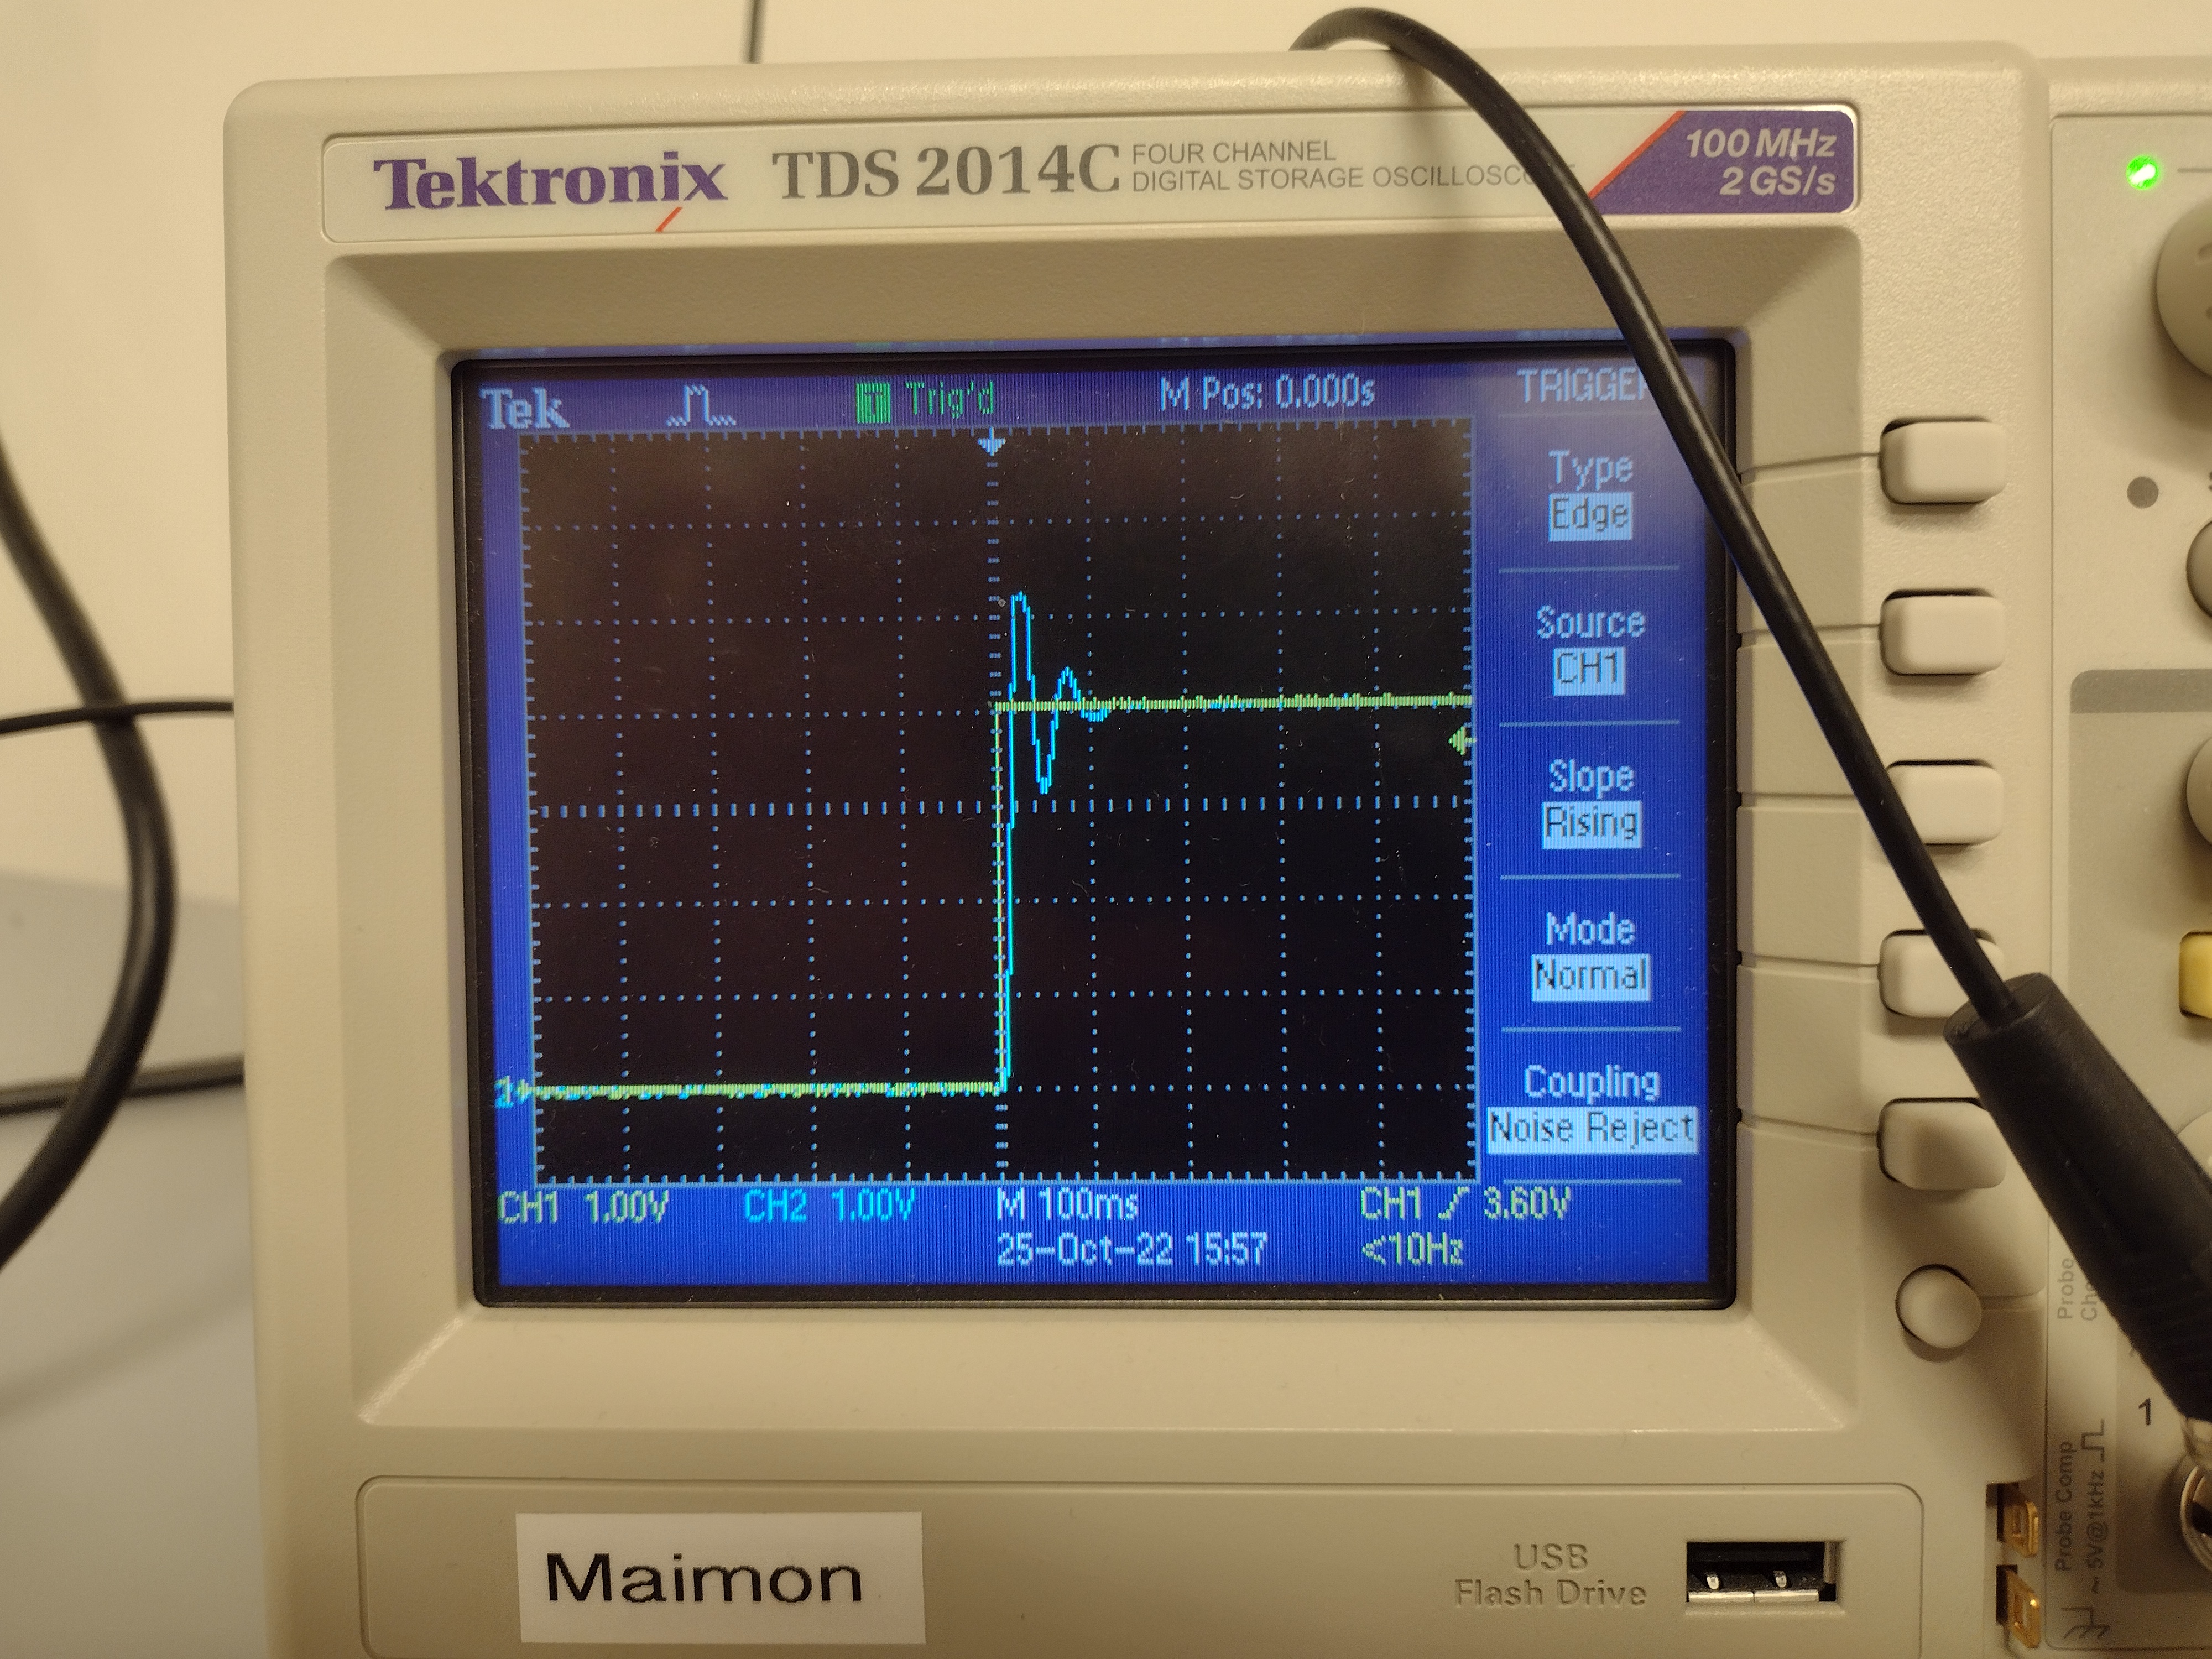 Tektronix TDS 2014C FOUR CHANNEL
DIGITAL STORAGE
100 MHz
2 GS/s
Tek T Trig'd M Pos: 0.000s
TRIGGER
Type
Edge
Source
CH1
Slope
Rising
Mode
Normal
Coupling
Noise Reject
CH1 1.00V CH2 1.00V M 100ms CH1 3.60V
25-Oct-22 15:57 <10Hz
Maimon
USB
Flash Drive
1
Probe
Probe Comp
~5V@1kHz